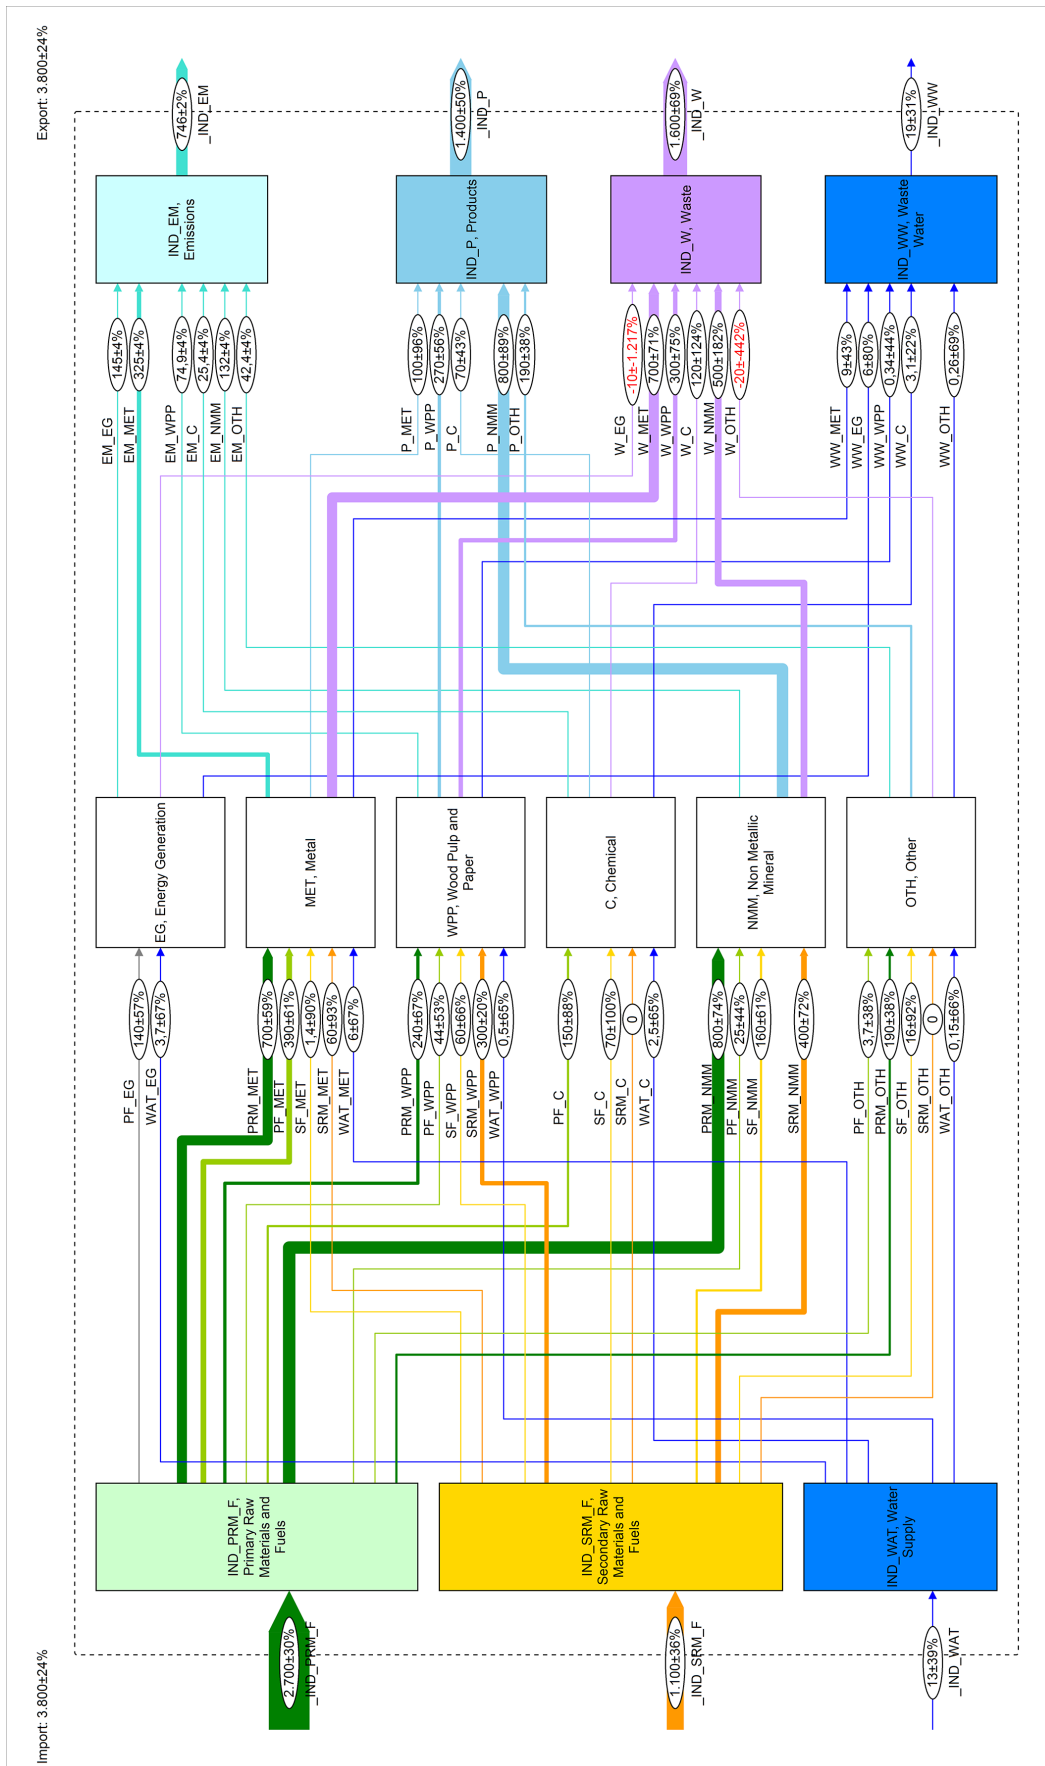 Import: 3.800±24%
Export: 3.800±24%
2.700±30%
_IND_PRM_F
1.100±36%
_IND_SRM_F
13±39%
_IND_WAT
IND_PRM_F,
Primary Raw
Materials and
Fuels
IND_SRM_F,
Secondary Raw
Materials and
Fuels
IND_WAT, Water
Supply
PF_EG
140±57%
WAT_EG
3,7±67%
PRM_MET
700±59%
PF_MET
390±61%
SF_MET
1,4±90%
SRM_MET
60±93%
WAT_MET
6±67%
PRM_WPP
240±67%
PF_WPP
44±53%
SF_WPP
60±66%
SRM_WPP
300±20%
WAT_WPP
0,5±65%
PF_C
150±88%
SF_C
70±100%
SRM_C
0
WAT_C
2,5±65%
PRM_NMM
800±74%
PF_NMM
25±44%
SF_NMM
160±61%
SRM_NMM
400±72%
PF_OTH
3,7±38%
PRM_OTH
190±38%
SF_OTH
16±92%
SRM_OTH
0
WAT_OTH
0,15±66%
EG, Energy Generation
MET, Metal
WPP, Wood Pulp and
Paper
C, Chemical
NMM, Non Metallic
Mineral
OTH, Other
EM_EG
145±4%
EM_MET
325±4%
EM_WPP
74,9±4%
EM_C
25,4±4%
EM_NMM
132±4%
EM_OTH
42,4±4%
P_MET
100±96%
P_WPP
270±56%
P_C
70±43%
P_NMM
800±89%
P_OTH
190±38%
W_EG
-10±-1.217%
W_MET
700±71%
W_WPP
300±75%
W_C
120±124%
W_NMM
500±182%
W_OTH
-20±-442%
WW_MET
9±43%
WW_EG
6±80%
WW_WPP
0,34±44%
WW_C
3,1±22%
WW_OTH
0,26±69%
IND_EM,
Emissions
IND_P, Products
IND_W, Waste
IND_WW, Waste
Water
746±2%
_IND_EM
1.400±50%
_IND_P
1.600±69%
_IND_W
19±31%
_IND_WW